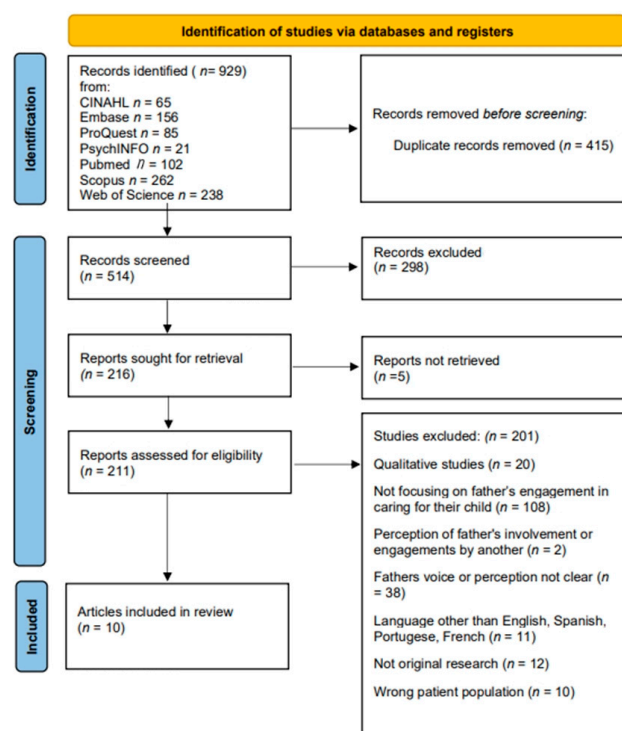 Identification of studies via databases and registers
Identification
Records identified ( n= 929)
from:
CINAHL n = 65
Embase n = 156
ProQuest n = 85
PsychINFO n = 21
Pubmed n = 102
Scopus n = 262
Web of Science n = 238
Records removed before screening:
Duplicate records removed (n = 415)
Screening
Records screened
(n = 514)
Records excluded
(n = 298)
Reports sought for retrieval
(n = 216)
Reports not retrieved
(n =5)
Reports assessed for eligibility
(n = 211)
Studies excluded: (n = 201)
Qualitative studies (n = 20)
Not focusing on father's engagement in
caring for their child (n = 108)
Perception of father's involvement or
engagements by another (n = 2)
Fathers voice or perception not clear (n
= 38)
Language other than English, Spanish,
Portugese, French (n = 11)
Not original research (n = 12)
Wrong patient population (n = 10)
Included
Articles included in review
(n = 10)